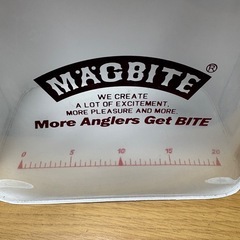 MAGBITE®
WE CREATE
A LOT OF EXCITEMENT.
MORE PLEASURE AND MORE.
More Anglers Get BITE
0 5 10 15 20